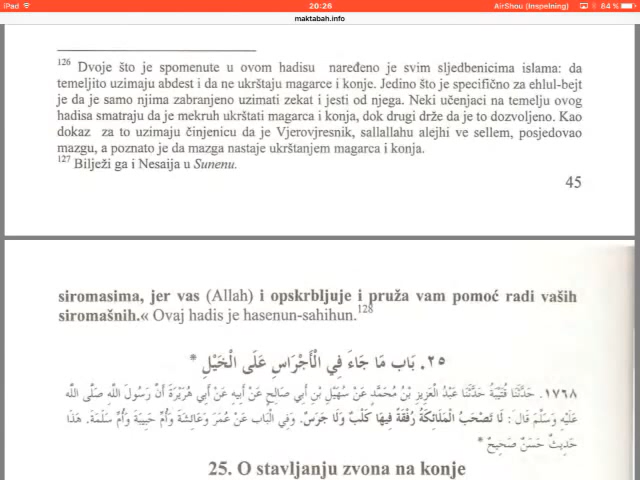 iPad 20:26 AirShou (Inspelning) 84 %
maktabah.info
126 Dvoje što je spomenute u ovom hadisu naređeno je svim sljedbenicima islama: da
temeljito uzimaju abdest i da ne ukrštaju magarce i konje. Jedino što je specifično za ehlul-bejt
je da je samo njima zabranjeno uzimati zekat i jesti od njega. Neki učenjaci na temelju ovog
hadisa smatraju da je mekruh ukrštati magarca i konja, dok drugi drže da je to dozvoljeno. Kao
dokaz za to uzimaju činjenicu da je Vjerovjresnik, sallallahu alejhi ve sellem, posjedovao
mazgu, a poznato je da mazga nastaje ukrštanjem magarca i konja.
127 Bilježi ga i Nesaija u Sunenu.
45
siromasima, jer vas (Allah) i opskrbljuje i pruža vam pomoć radi vaših
siromašnih.« Ovaj hadis je hasenun-sahihun.128
٢٥. بَابُ مَا جَاءَ فِي الْأَجْرَاسِ عَلَى الْخَيْلِ *
١٧٦٨. حَدَّثَنَا قُتَيْبَةُ حَدَّثَنَا عَبْدُ الْعَزِيزِ بْنُ مُحَمَّدٍ عَنْ سُهَيْلِ بْنِ أَبِي صَالِحٍ عَنْ أَبِيهِ عَنْ أَبِي هُرَيْرَةَ أَنَّ رَسُولَ اللَّهِ صَلَّى اللَّه
عَلَيْهِ وَسَلَّمَ قَالَ: لَا تَصْحَبُ الْمَلَائِكَةُ رُفْقَةً فِيهَا كَلْبٌ وَلَا جَرَسٌ. وَفِي الْبَاب عَنْ عُمَرَ وَعَائِشَةَ وَأُمِّ حَبِيبَةَ وَأُمِّ سَلَمَةَ. هَذَا
حَدِيثٌ حَسَنٌ صَحِيحٌ *
25. O stavljanju zvona na konje